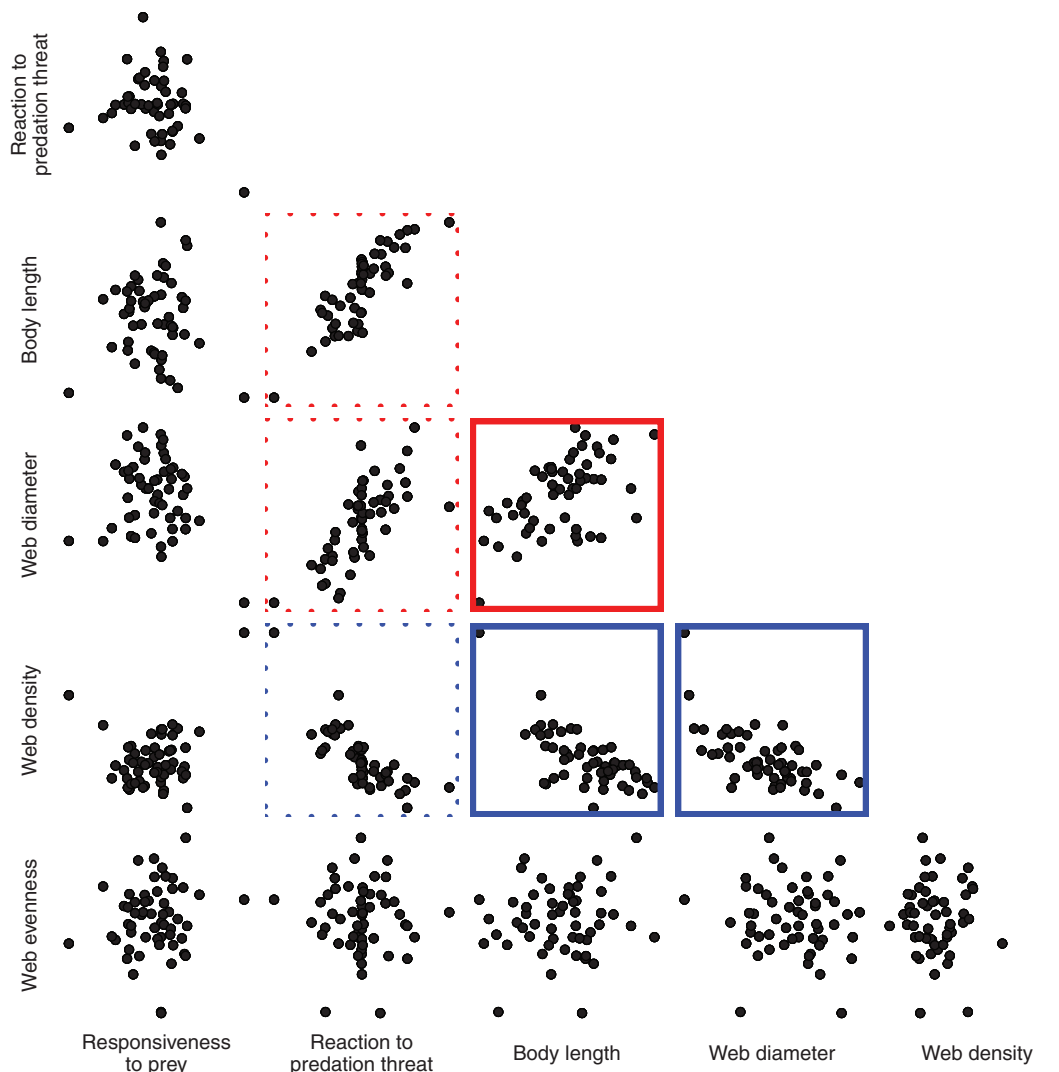 Reaction to
predation threat
Body length
Web diameter
Web density
Web evenness
Responsiveness
to prey
Reaction to
predation threat
Body length
Web diameter
Web density